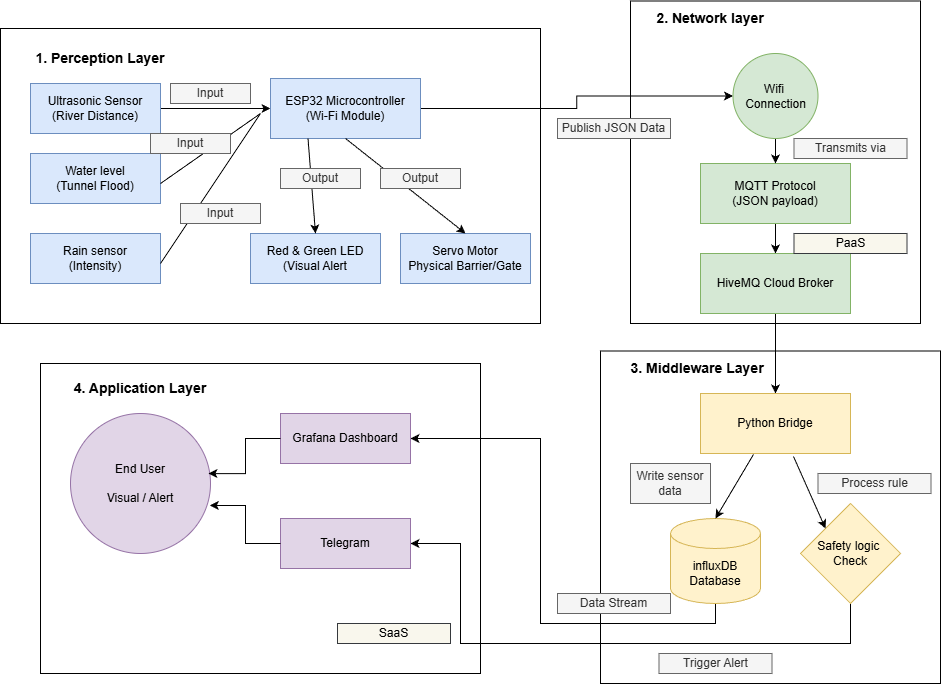 1. Perception Layer
Ultrasonic Sensor
(River Distance)
Input
Input
Water level
(Tunnel Flood)
Input
Rain sensor
(Intensity)
ESP32 Microcontroller
(Wi-Fi Module)
Output
Output
Red & Green LED
(Visual Alert
Servo Motor
Physical Barrier/Gate
Publish JSON Data
2. Network layer
Wifi
Connection
Transmits via
MQTT Protocol
(JSON payload)
PaaS
HiveMQ Cloud Broker
3. Middleware Layer
Python Bridge
Write sensor
data
Process rule
influxDB
Database
Safety logic
Check
Data Stream
Trigger Alert
4. Application Layer
Grafana Dashboard
End User
Visual / Alert
Telegram
SaaS